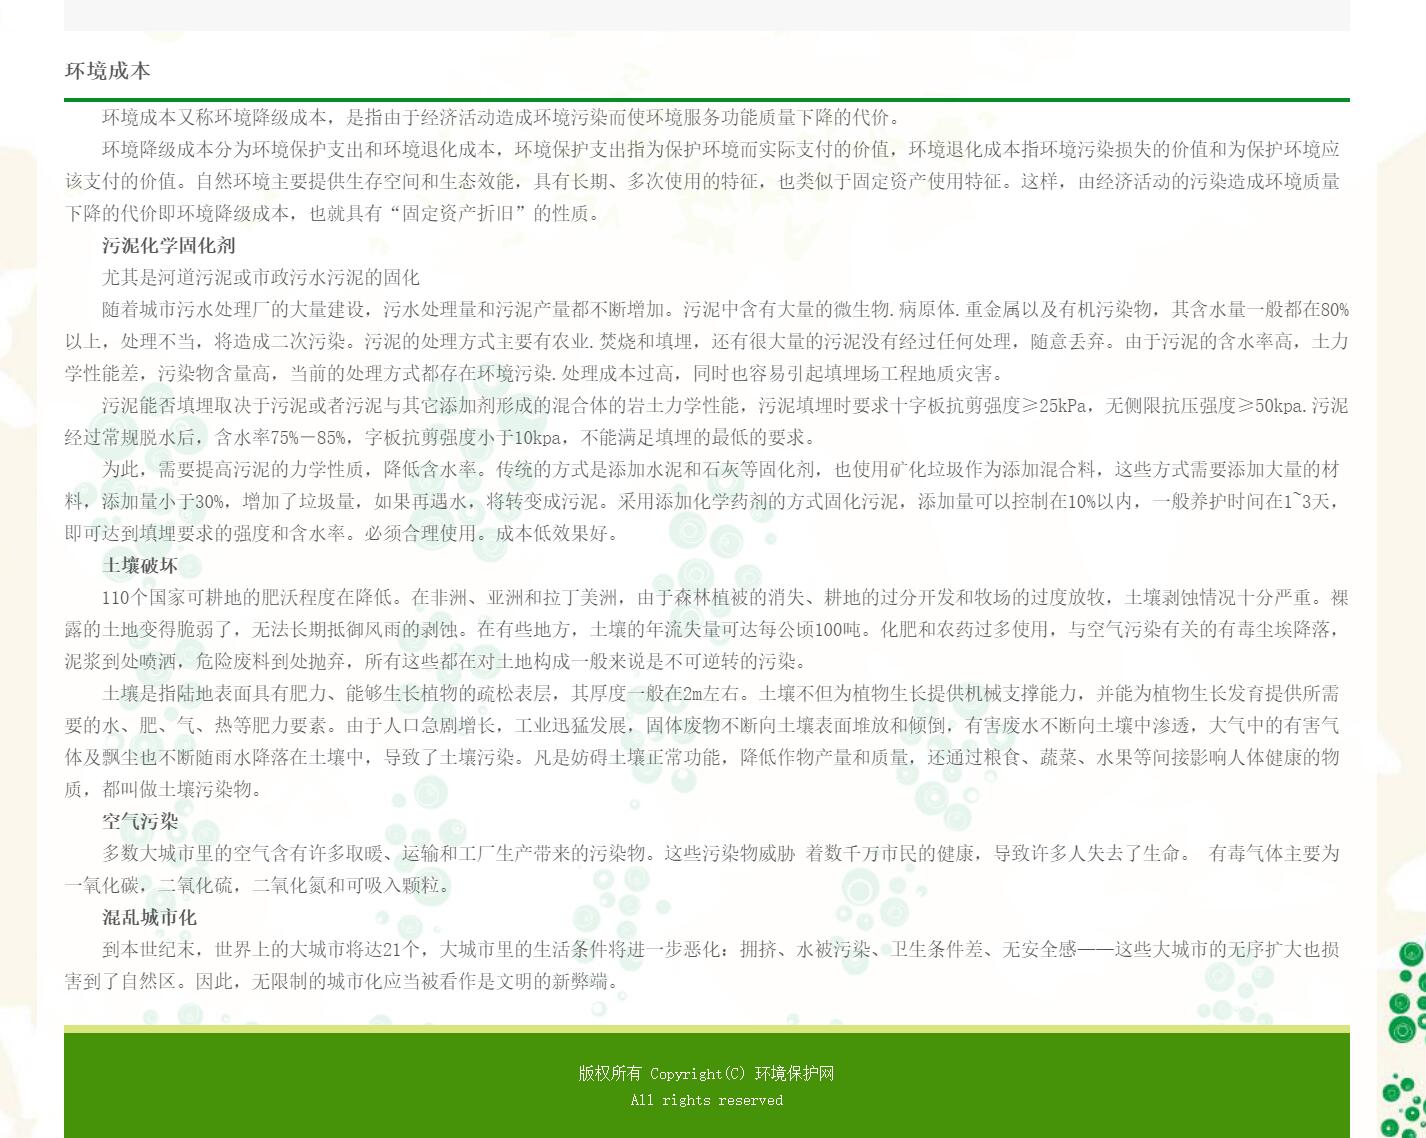 环境成本
环境成本又称环境降级成本，是指由于经济活动造成环境污染而使环境服务功能质量下降的代价。
环境降级成本分为环境保护支出和环境退化成本，环境保护支出指为保护环境而实际支付的价值，环境退化成本指环境污染损失的价值和为保护环境应
该支付的价值。自然环境主要提供生存空间和生态效能，具有长期、多次使用的特征，也类似于固定资产使用特征。这样，由经济活动的污染造成环境质量
下降的代价即环境降级成本，也就具有“固定资产折旧”的性质。
污泥化学固化剂
尤其是河道污泥或市政污水污泥的固化
随着城市污水处理厂的大量建设，污水处理量和污泥产量都不断增加。污泥中含有大量的微生物.病原体.重金属以及有机污染物，其含水量一般都在80%
以上，处理不当，将造成二次污染。污泥的处理方式主要有农业.焚烧和填埋，还有很大量的污泥没有经过任何处理，随意丢弃。由于污泥的含水率高，土力
学性能差，污染物含量高，当前的处理方式都存在环境污染.处理成本过高，同时也容易引起填埋场工程地质灾害。
污泥能否填埋取决于污泥或者污泥与其它添加剂形成的混合体的岩土力学性能，污泥填埋时要求十字板抗剪强度≥25kPa，无侧限抗压强度≥50kpa.污泥
经过常规脱水后，含水率75%－85%，字板抗剪强度小于10kpa，不能满足填埋的最低的要求。
为此，需要提高污泥的力学性质，降低含水率。传统的方式是添加水泥和石灰等固化剂，也使用矿化垃圾作为添加混合料，这些方式需要添加大量的材
料，添加量小于30%，增加了垃圾量，如果再遇水，将转变成污泥。采用添加化学药剂的方式固化污泥，添加量可以控制在10%以内，一般养护时间在1~3天，
即可达到填埋要求的强度和含水率。必须合理使用。成本低效果好。
土壤破坏
110个国家可耕地的肥沃程度在降低。在非洲、亚洲和拉丁美洲，由于森林植被的消失、耕地的过分开发和牧场的过度放牧，土壤剥蚀情况十分严重。裸
露的土地变得脆弱了，无法长期抵御风雨的剥蚀。在有些地方，土壤的年流失量可达每公顷100吨。化肥和农药过多使用，与空气污染有关的有毒尘埃降落，
泥浆到处喷洒，危险废料到处抛弃，所有这些都在对土地构成一般来说是不可逆转的污染。
土壤是指陆地表面具有肥力、能够生长植物的疏松表层，其厚度一般在2m左右。土壤不但为植物生长提供机械支撑能力，并能为植物生长发育提供所需
要的水、肥、气、热等肥力要素。由于人口急剧增长，工业迅猛发展，固体废物不断向土壤表面堆放和倾倒，有害废水不断向土壤中渗透，大气中的有害气
体及飘尘也不断随雨水降落在土壤中，导致了土壤污染。凡是妨碍土壤正常功能，降低作物产量和质量，还通过粮食、蔬菜、水果等间接影响人体健康的物
质，都叫做土壤污染物。
空气污染
多数大城市里的空气含有许多取暖、运输和工厂生产带来的污染物。这些污染物威胁 着数千万市民的健康，导致许多人失去了生命。 有毒气体主要为
一氧化碳，二氧化硫，二氧化氮和可吸入颗粒。
混乱城市化
到本世纪末，世界上的大城市将达21个，大城市里的生活条件将进一步恶化：拥挤、水被污染、卫生条件差、无安全感——这些大城市的无序扩大也损
害到了自然区。因此，无限制的城市化应当被看作是文明的新弊端。
版权所有 Copyright(C) 环境保护网
All rights reserved